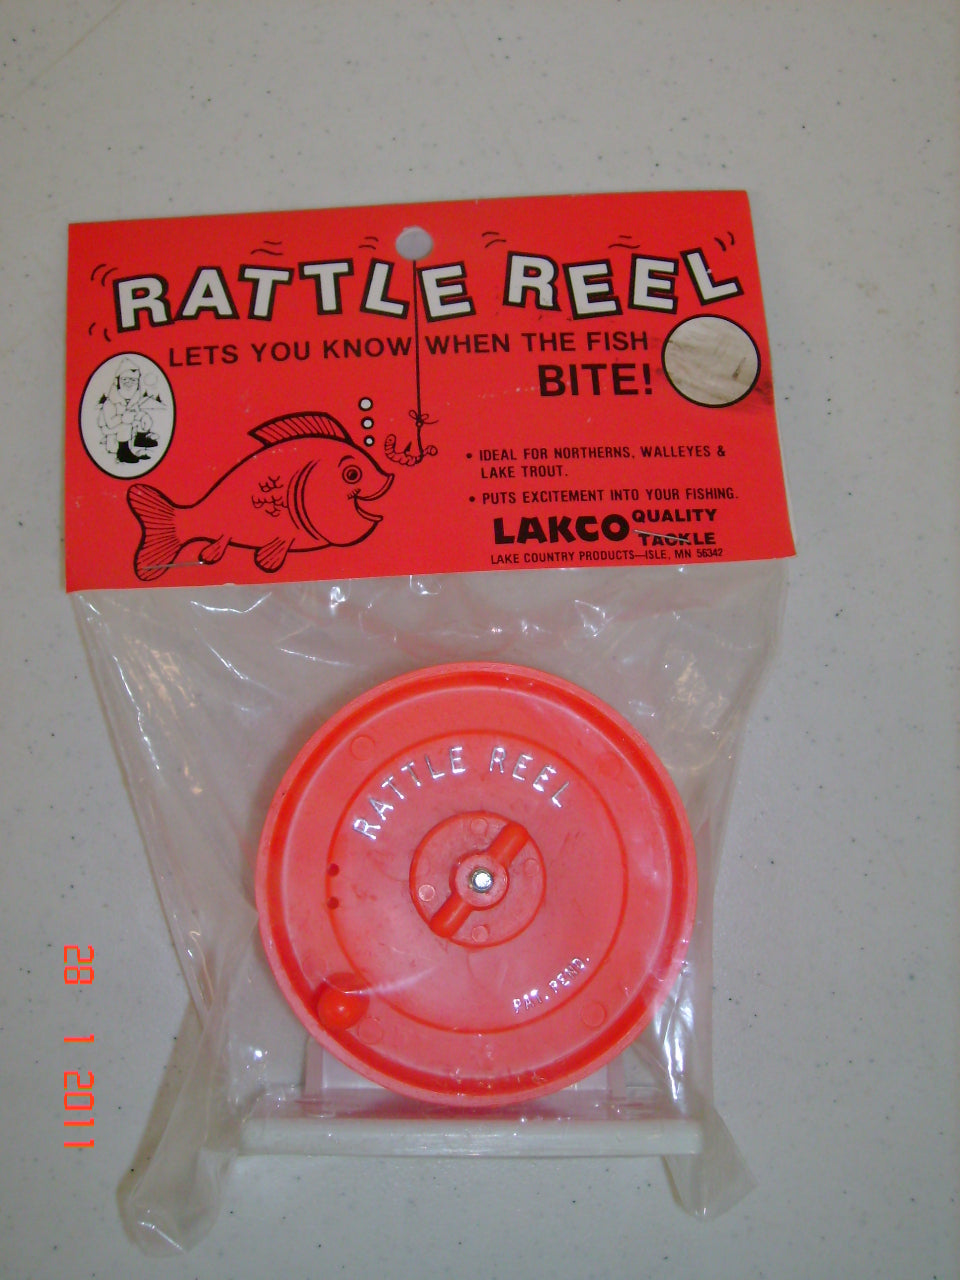 RATTLE REEL
LETS YOU KNOW WHEN THE FISH
BITE!
• IDEAL FOR NORTHERNS, WALLEYES &
LAKE TROUT.
• PUTS EXCITEMENT INTO YOUR FISHING.
LAKCO QUALITY
TACKLE
LAKE COUNTRY PRODUCTS—ISLE, MN 56342
RATTLE REEL
PAT. PEND.
28 1 2011